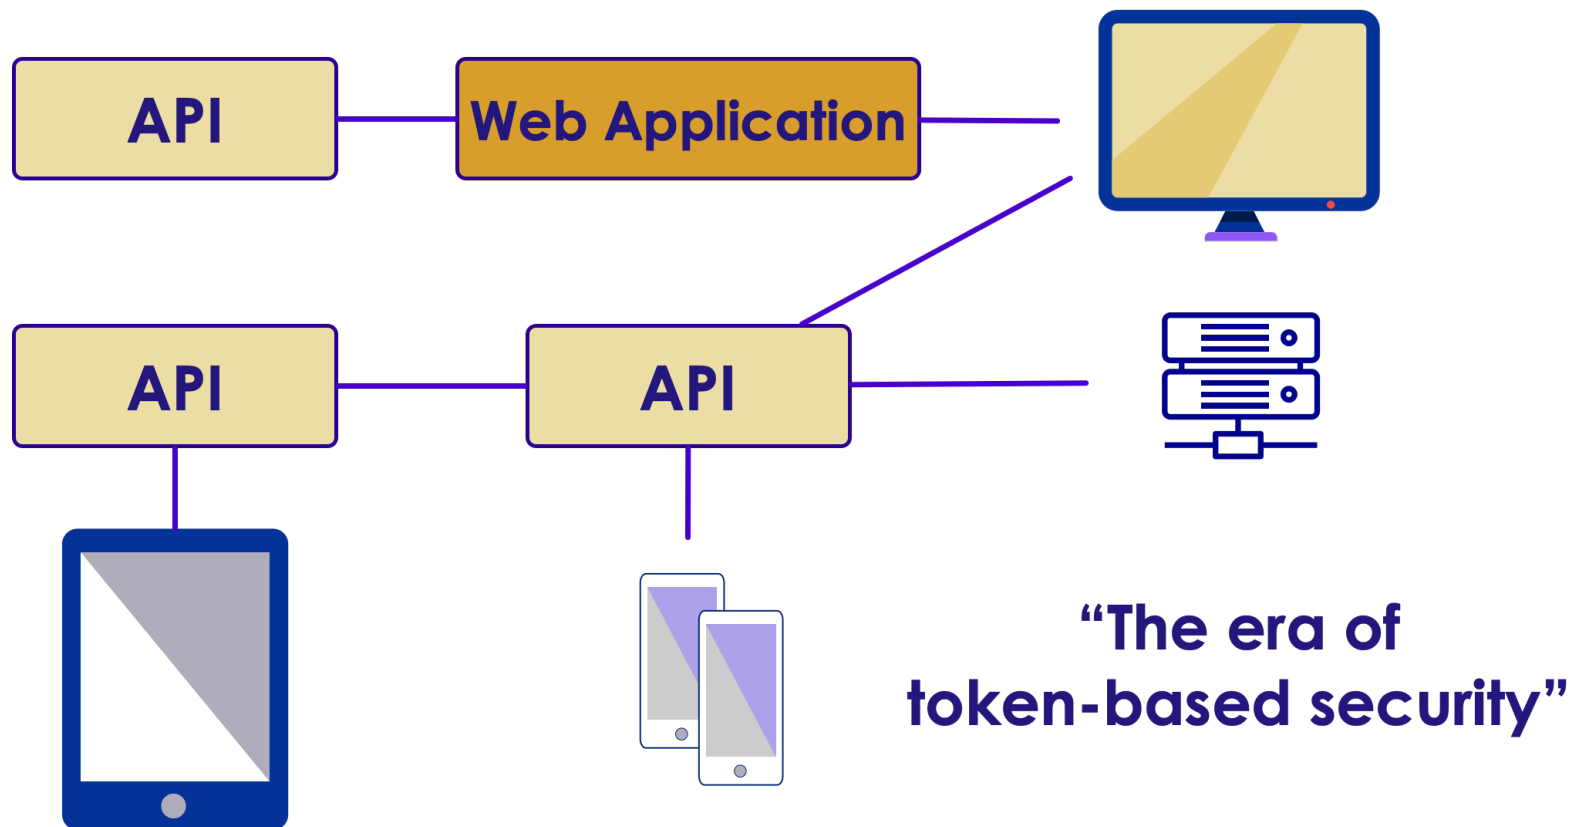 API
Web Application
API
API
“The era of
token-based security”